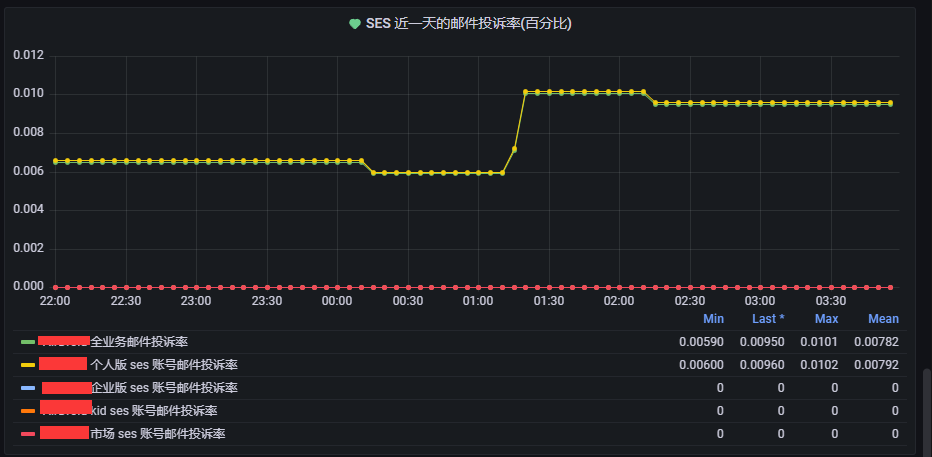 SES 近一天的邮件投诉率(百分比)
0.012
0.010
0.008
0.006
0.004
0.002
0.000
22:00 22:30 23:00 23:30 00:00 00:30 01:00 01:30 02:00 02:30 03:00 03:30
Min Last * Max Mean
全业务邮件投诉率 0.00590 0.00950 0.0101 0.00782
个人版 ses 账号邮件投诉率 0.00600 0.00960 0.0102 0.00792
企业版 ses 账号邮件投诉率 0 0 0 0
kid ses 账号邮件投诉率 0 0 0 0
市场 ses 账号邮件投诉率 0 0 0 0